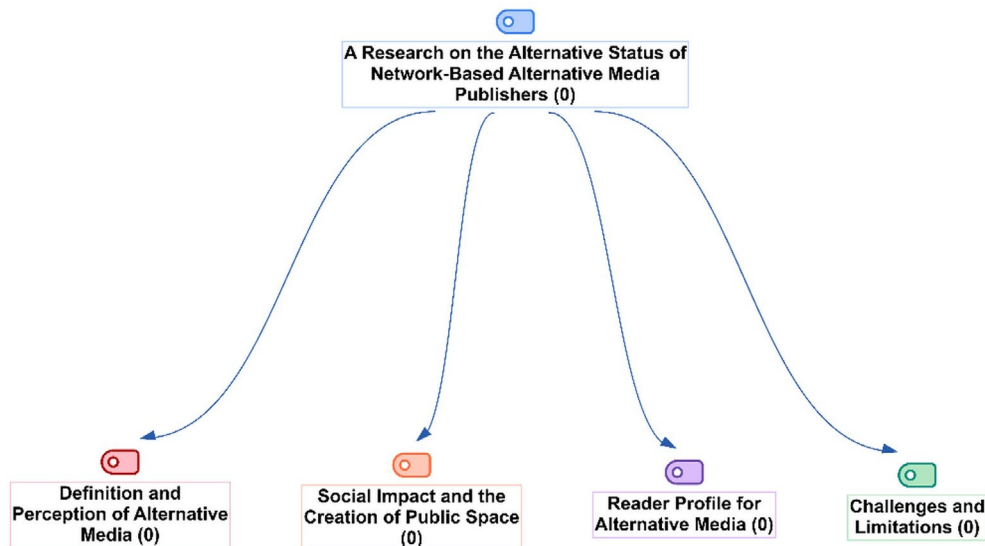 A Research on the Alternative Status of
Network-Based Alternative Media
Publishers (0)
Definition and
Perception of Alternative
Media (0)
Social Impact and the
Creation of Public Space
(0)
Reader Profile for
Alternative Media (0)
Challenges and
Limitations (0)